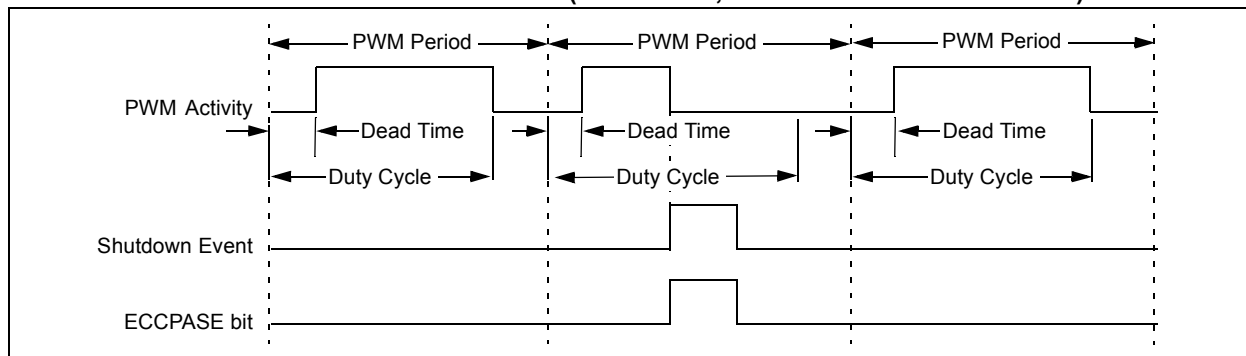 PWM Period PWM Period PWM Period
PWM Activity
Dead Time Dead Time Dead Time
Duty Cycle Duty Cycle Duty Cycle
Shutdown Event
ECCPASE bit